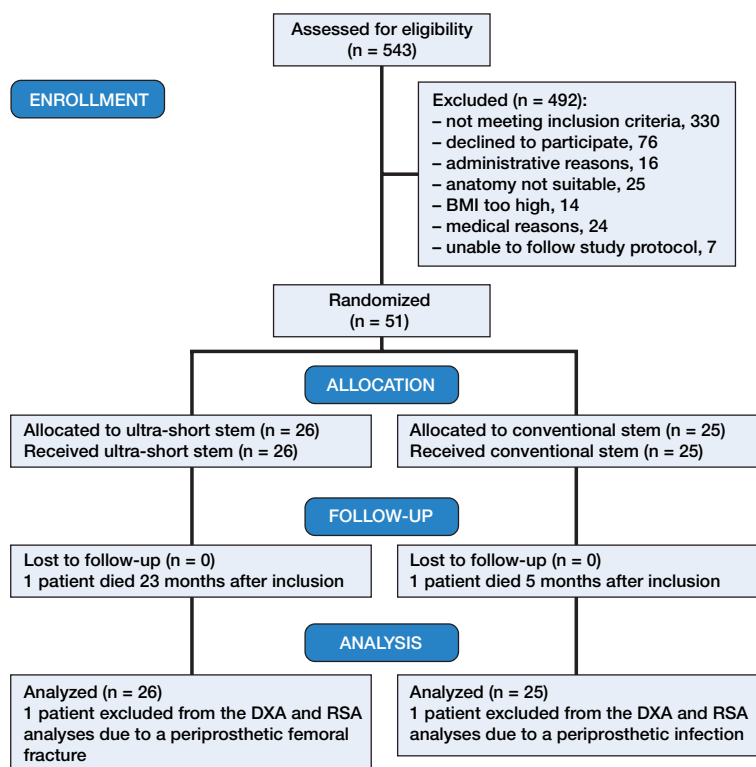 Assessed for eligibility
(n = 543)
ENROLLMENT
Excluded (n = 492):
– not meeting inclusion criteria, 330
– declined to participate, 76
– administrative reasons, 16
– anatomy not suitable, 25
– BMI too high, 14
– medical reasons, 24
– unable to follow study protocol, 7
Randomized
(n = 51)
ALLOCATION
Allocated to ultra-short stem (n = 26)
Received ultra-short stem (n = 26)
Allocated to conventional stem (n = 25)
Received conventional stem (n = 25)
FOLLOW-UP
Lost to follow-up (n = 0)
1 patient died 23 months after inclusion
Lost to follow-up (n = 0)
1 patient died 5 months after inclusion
ANALYSIS
Analyzed (n = 26)
1 patient excluded from the DXA and RSA
analyses due to a periprosthetic femoral
fracture
Analyzed (n = 25)
1 patient excluded from the DXA and RSA
analyses due to a periprosthetic infection